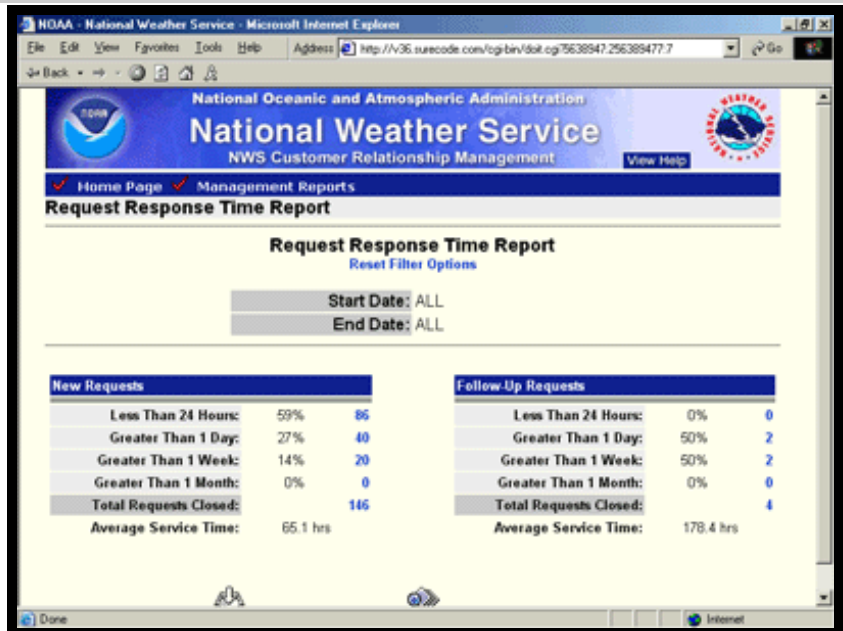 NOAA - National Weather Service - Microsoft Internet Explorer
File Edit View Favorites Tools Help Address http://v36.surecode.com/cgi-bin/doit.cgi?5638947.256389477:7 Go
Back
National Oceanic and Atmospheric Administration
NOAA
National Weather Service
NATIONAL WEATHER SERVICE
NWS Customer Relationship Management View Help
Home Page Management Reports
Request Response Time Report
Request Response Time Report
Reset Filter Options
Start Date: ALL
End Date: ALL
New Requests
Less Than 24 Hours: 59% 86
Greater Than 1 Day: 27% 40
Greater Than 1 Week: 14% 20
Greater Than 1 Month: 0% 0
Total Requests Closed: 146
Average Service Time: 65.1 hrs
Follow-Up Requests
Less Than 24 Hours: 0% 0
Greater Than 1 Day: 50% 2
Greater Than 1 Week: 50% 2
Greater Than 1 Month: 0% 0
Total Requests Closed: 4
Average Service Time: 178.4 hrs
Done Internet